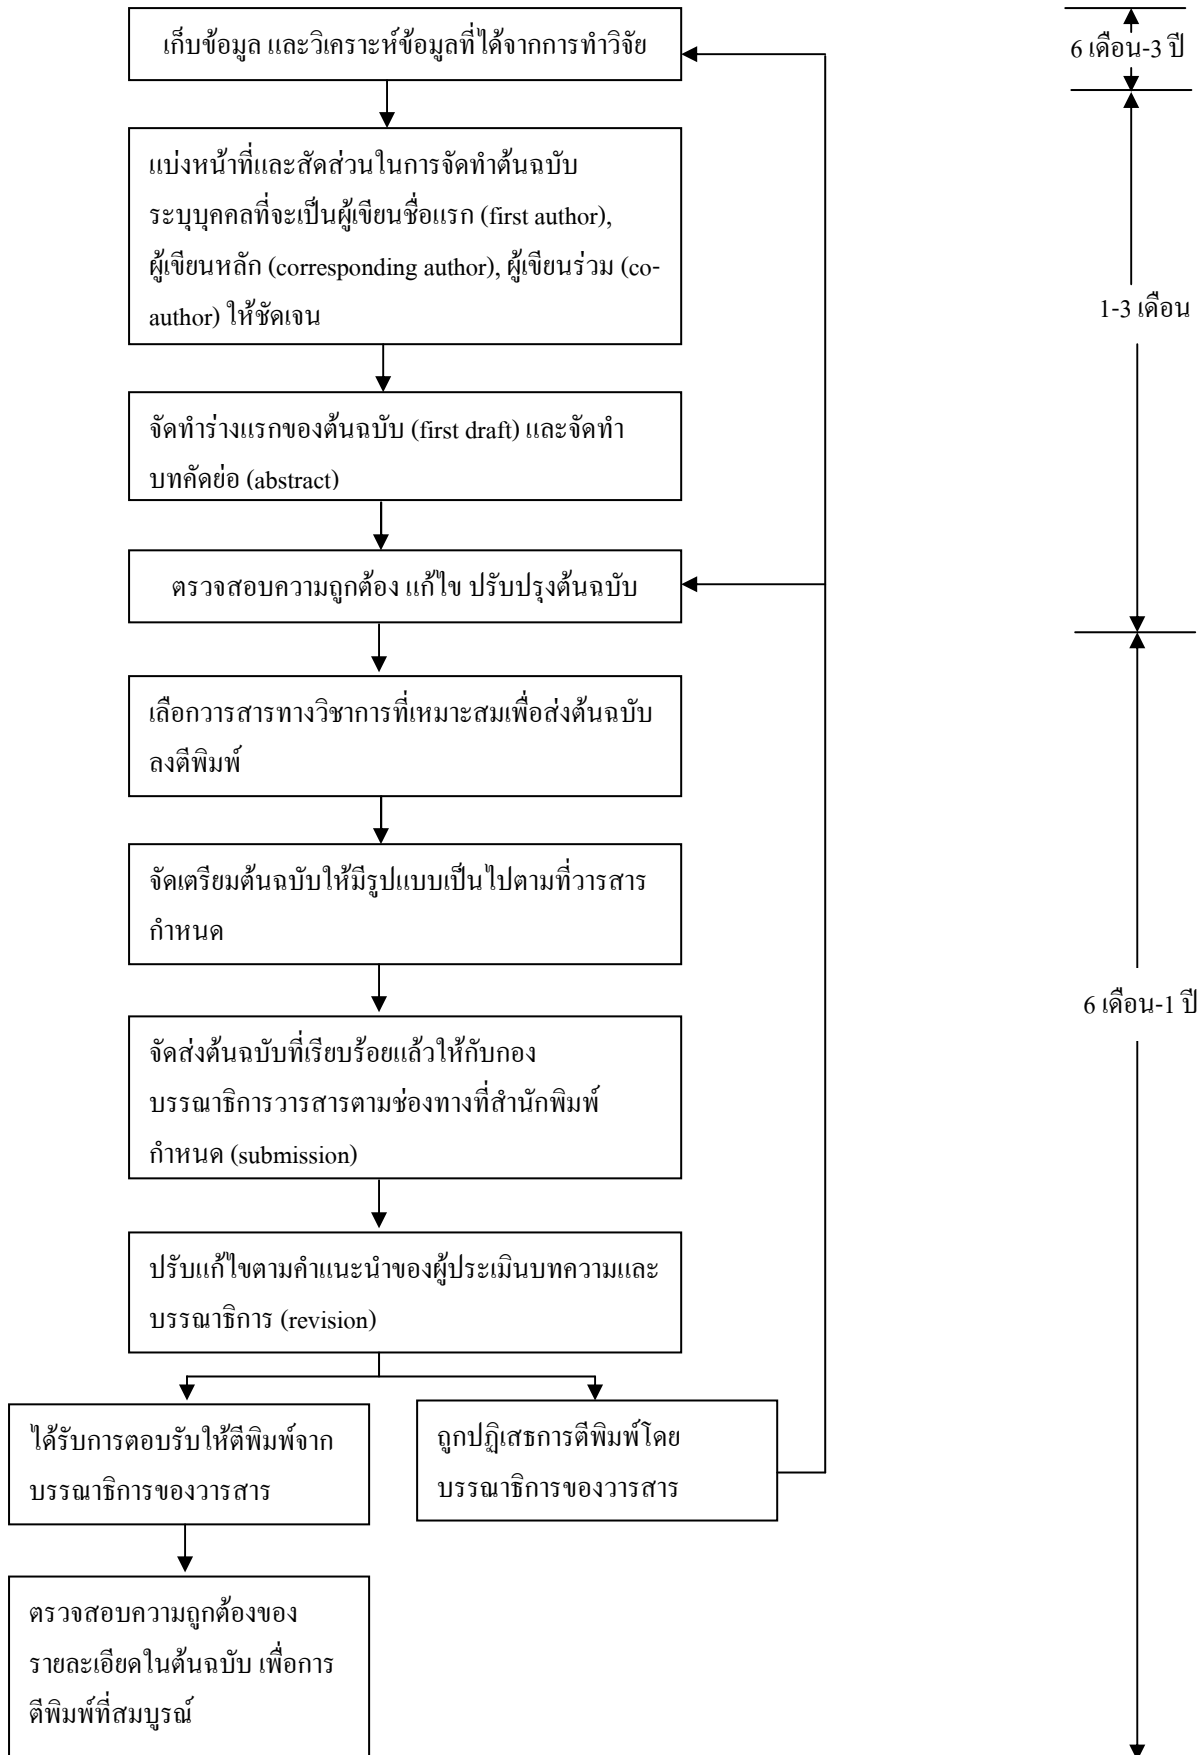 เก็บข้อมูล และวิเคราะห์ข้อมูลที่ได้จากการทำวิจัย
6 เดือน-3 ปี
แบ่งหน้าที่และสัดส่วนในการจัดทำต้นฉบับ
ระบุบุคคลที่จะเป็นผู้เขียนชื่อแรก (first author),
ผู้เขียนหลัก (corresponding author), ผู้เขียนร่วม (co-
author) ให้ชัดเจน
1-3 เดือน
จัดทำร่างแรกของต้นฉบับ (first draft) และจัดทำ
บทคัดย่อ (abstract)
ตรวจสอบความถูกต้อง แก้ไข ปรับปรุงต้นฉบับ
เลือกวารสารทางวิชาการที่เหมาะสมเพื่อส่งต้นฉบับ
ลงตีพิมพ์
จัดเตรียมต้นฉบับให้มีรูปแบบเป็นไปตามที่วารสาร
กำหนด
6 เดือน-1 ปี
จัดส่งต้นฉบับที่เรียบร้อยแล้วให้กับกอง
บรรณาธิการวารสารตามช่องทางที่สำนักพิมพ์
กำหนด (submission)
ปรับแก้ไขตามคำแนะนำของผู้ประเมินบทความและ
บรรณาธิการ (revision)
ได้รับการตอบรับให้ตีพิมพ์จาก
บรรณาธิการของวารสาร
ถูกปฏิเสธการตีพิมพ์โดย
บรรณาธิการของวารสาร
ตรวจสอบความถูกต้องของ
รายละเอียดในต้นฉบับ เพื่อการ
ตีพิมพ์ที่สมบูรณ์